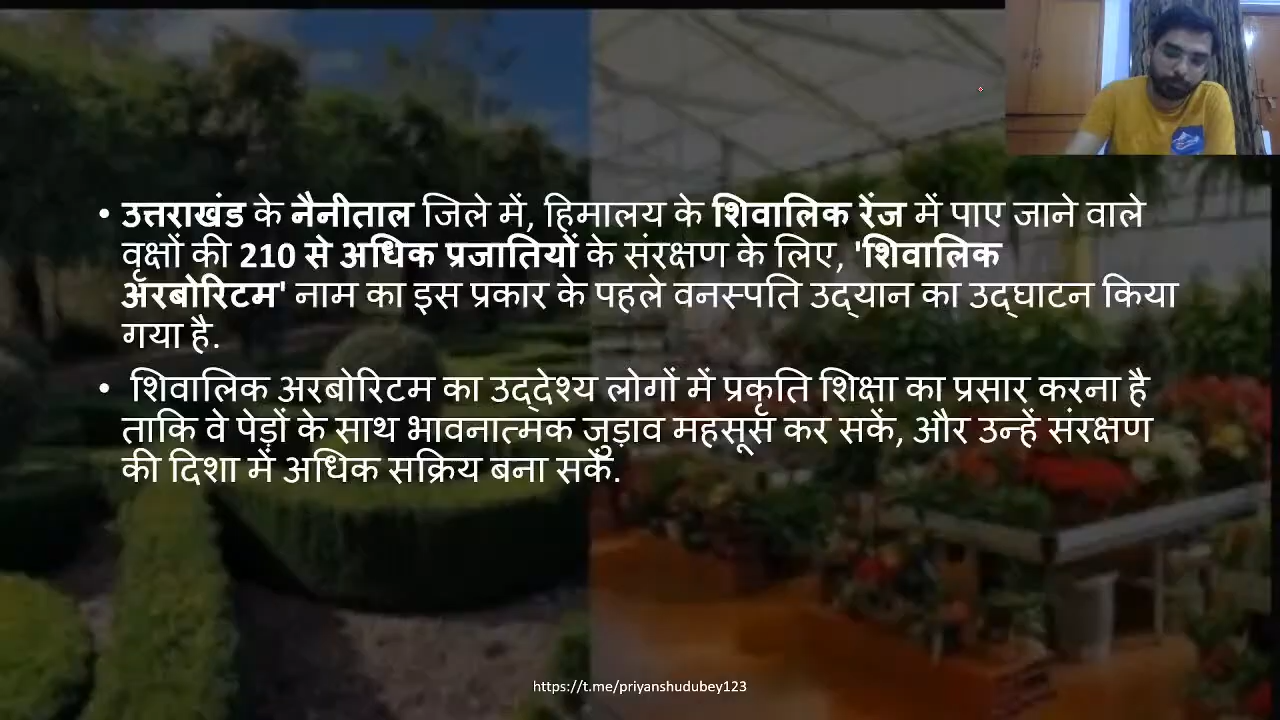 • उत्तराखंड के नैनीताल जिले में, हिमालय के शिवालिक रेंज में पाए जाने वाले
वृक्षों की 210 से अधिक प्रजातियों के संरक्षण के लिए, 'शिवालिक
अरबोरिटम' नाम का इस प्रकार के पहले वनस्पति उद्यान का उद्घाटन किया
गया है.
• शिवालिक अरबोरिटम का उद्देश्य लोगों में प्रकृति शिक्षा का प्रसार करना है
ताकि वे पेड़ों के साथ भावनात्मक जुड़ाव महसूस कर सकें, और उन्हें संरक्षण
की दिशा में अधिक सक्रिय बना सकें.
https://t.me/priyanshudubey123